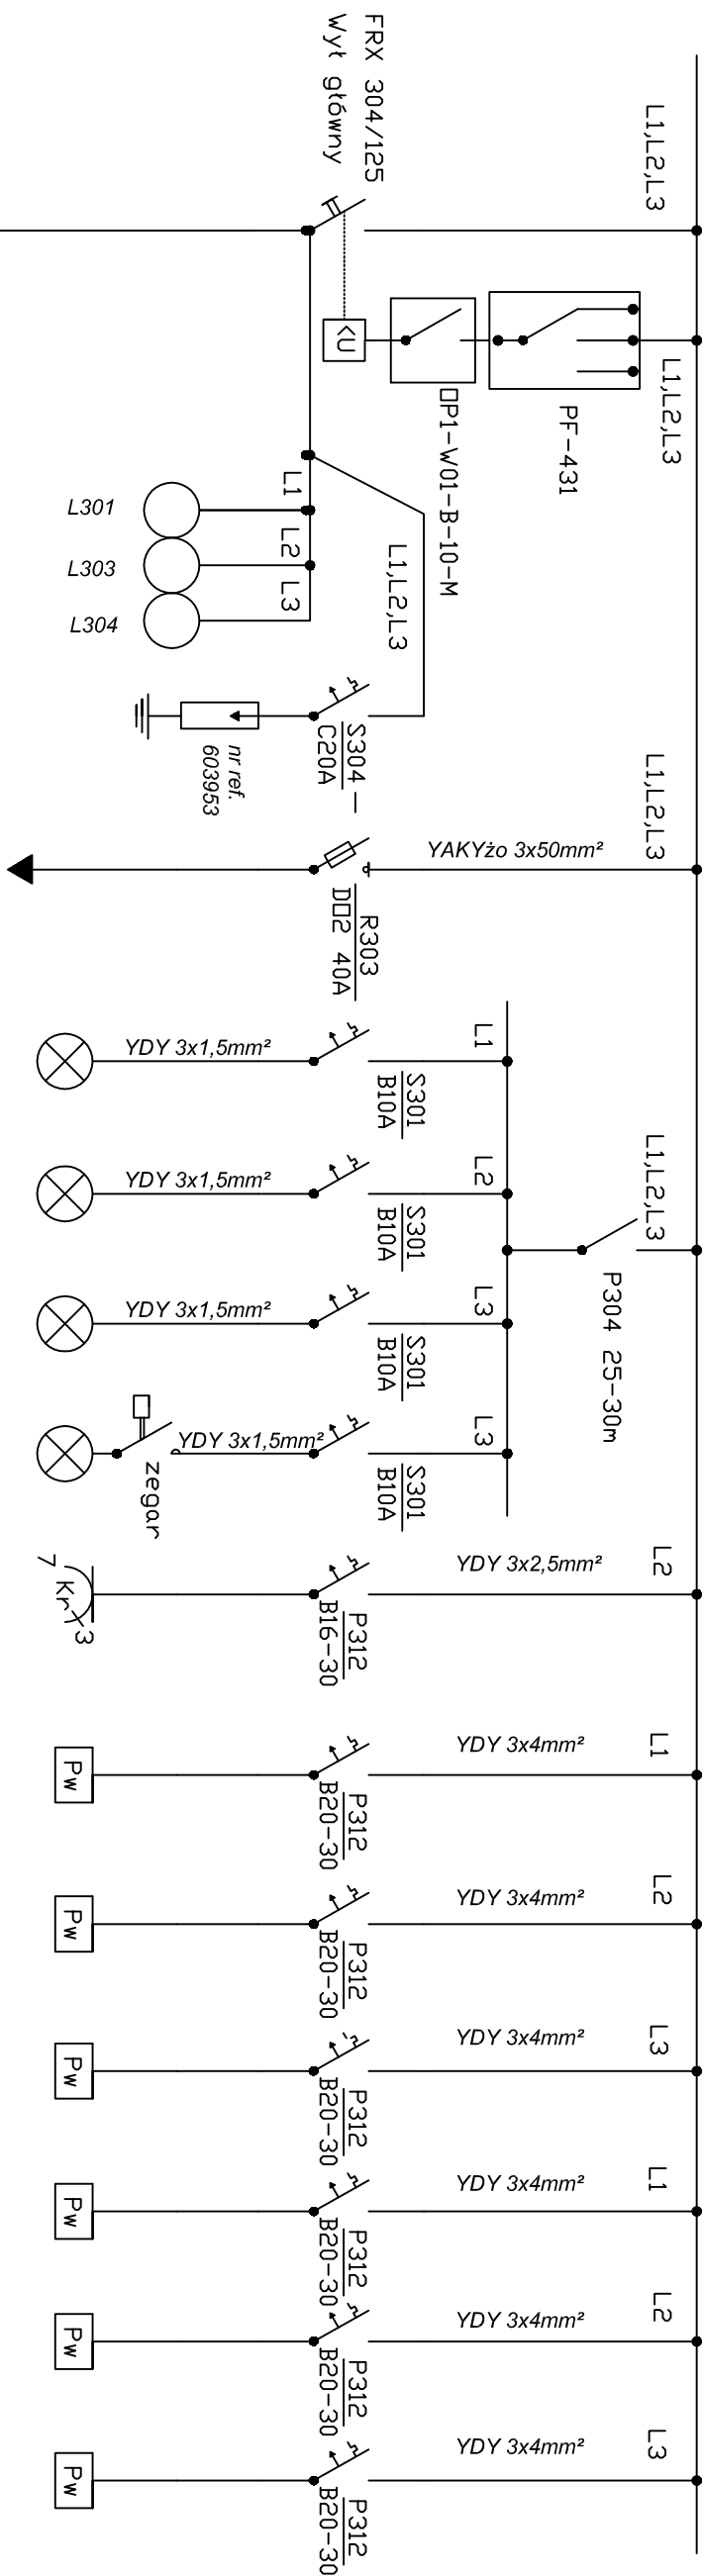 FRX 304/125
Wył główny
L1,L2,L3
L1,L2,L3
PF-431
OP1-W01-B-10-M
<U
L1
L2
L3
L301
L303
L304
L1,L2,L3
S304
C20A
nr ref.
603953
L1,L2,L3
YAKYżo 3x50mm²
R303
DO2 40A
L1,L2,L3
P304 25-30m
L1
S301
B10A
YDY 3x1,5mm²
L2
S301
B10A
YDY 3x1,5mm²
L3
S301
B10A
YDY 3x1,5mm²
L3
S301
B10A
YDY 3x1,5mm²
zegar
L2
YDY 3x2,5mm²
P312
B16-30
7 Kr 3
L1
YDY 3x4mm²
P312
B20-30
Pw
L2
YDY 3x4mm²
P312
B20-30
Pw
L3
YDY 3x4mm²
P312
B20-30
Pw
L1
YDY 3x4mm²
P312
B20-30
Pw
L2
YDY 3x4mm²
P312
B20-30
Pw
L3
YDY 3x4mm²
P312
B20-30
Pw